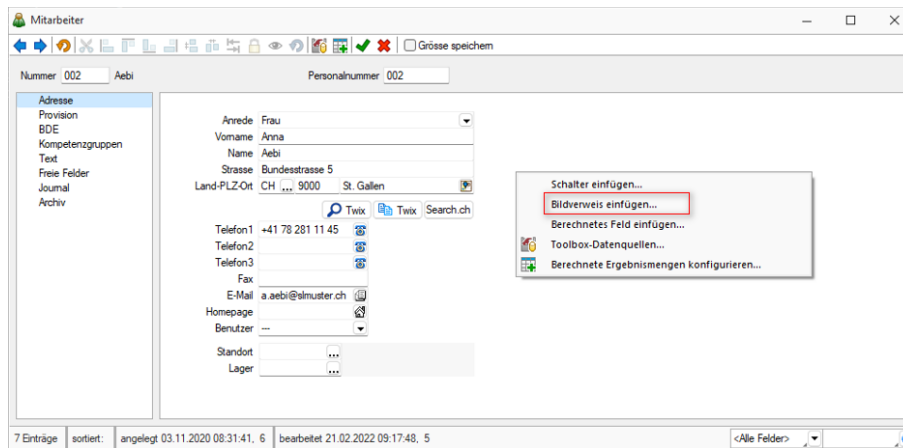 Mitarbeiter
Grösse speichern
Nummer 002 Aebi Personalnummer 002
Adresse
Provision
BDE
Kompetenzgruppen
Text
Freie Felder
Journal
Archiv
Anrede Frau
Vorname Anna
Name Aebi
Strasse Bundesstrasse 5
Land-PLZ-Ort CH ... 9000 St. Gallen
Twix Twix Search.ch
Telefon1 +41 78 281 11 45
Telefon2
Telefon3
Fax
E-Mail a.aebi@slmuster.ch
Homepage
Benutzer ---
Standort ...
Lager ...
Schalter einfügen...
Bildverweis einfügen...
Berechnetes Feld einfügen...
Toolbox-Datenquellen...
Berechnete Ergebnismengen konfigurieren...
7 Einträge sortiert: angelegt 03.11.2020 08:31:41, 6 bearbeitet 21.02.2022 09:17:48, 5 <Alle Felder>